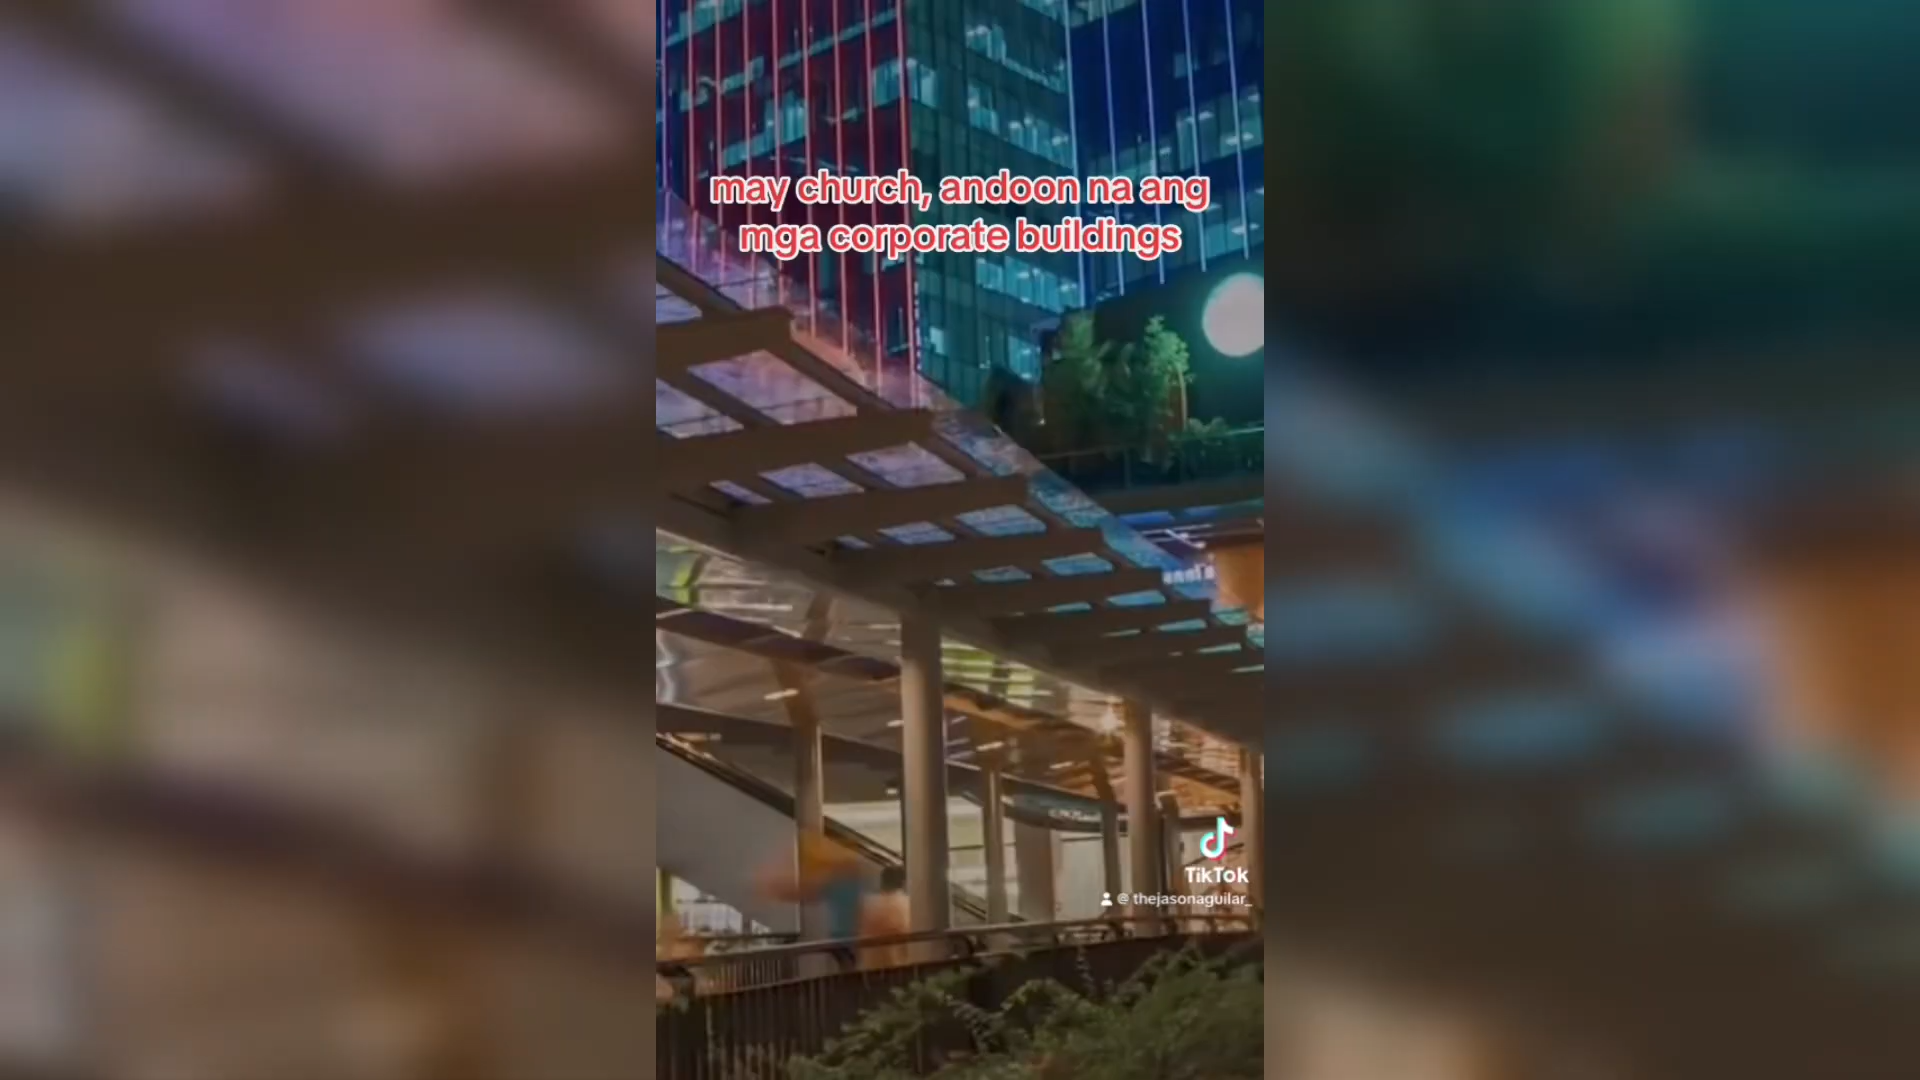 may church, andoon na ang
mga corporate buildings
TikTok
@ thejasonaguilar_